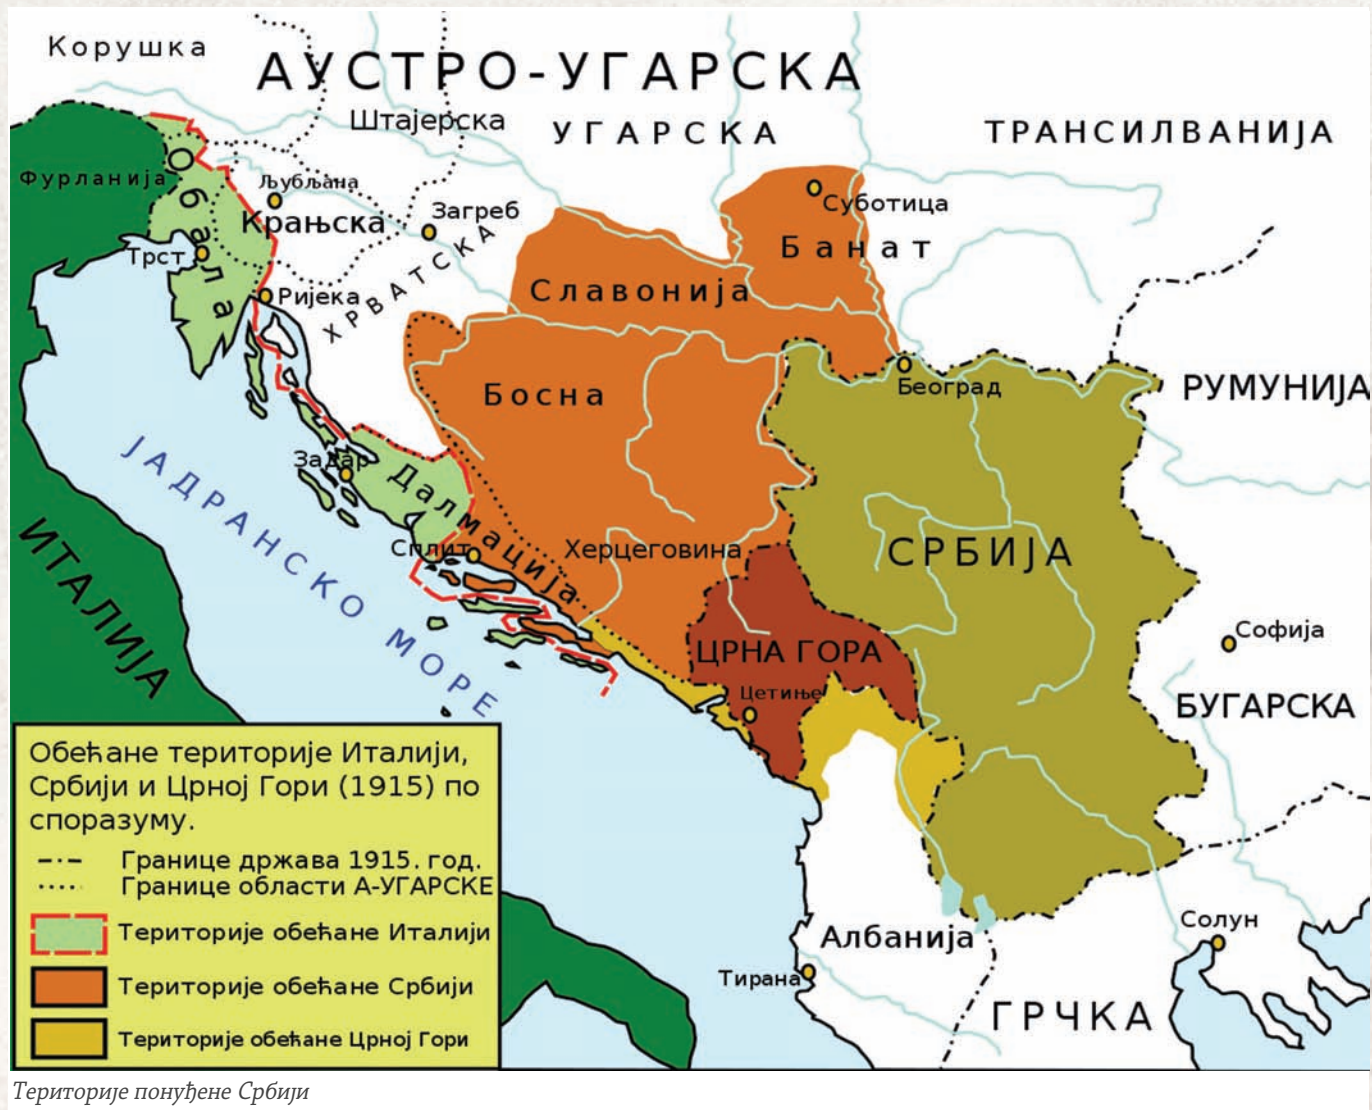 Корушка
АУСТРО-УГАРСКА
Штајерска
УГАРСКА
ТРАНСИЛВАНИЈА
Фурланија
Обала
Љубљана
Крањска
Загреб
ХРВАТСКА
Суботица
Банат
Трст
Ријека
Славонија
Босна
Београд
РУМУНИЈА
ЈАДРАНСКО МОРЕ
Задар
Далмација
ИТАЛИЈА
Сплит
Херцеговина
СРБИЈА
Софија
ЦРНА ГОРА
Цетиње
БУГАРСКА
Обећане територије Италији,
Србији и Црној Гори (1915) по
споразуму.
Границе држава 1915. год.
Границе области А-УГАРСКЕ
Територије обећане Италији
Територије обећане Србији
Територије обећане Црној Гори
Албанија
Солун
Тирана
ГРЧКА
Територије понуђене Србији